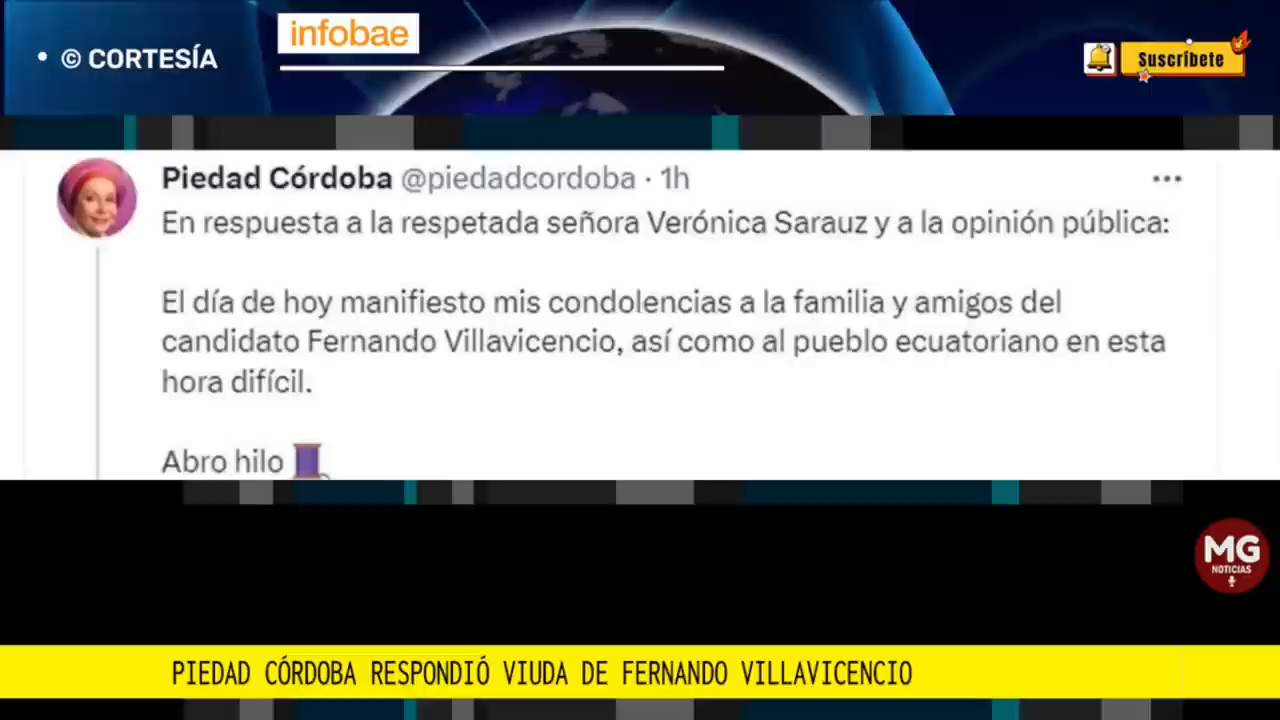 • © CORTESÍA
infobae
Suscríbete
Piedad Córdoba @piedadcordoba · 1h
En respuesta a la respetada señora Verónica Sarauz y a la opinión pública:
El día de hoy manifiesto mis condolencias a la familia y amigos del
candidato Fernando Villavicencio, así como al pueblo ecuatoriano en esta
hora difícil.
Abro hilo 🧵
MG
NOTICIAS
PIEDAD CÓRDOBA RESPONDIÓ VIUDA DE FERNANDO VILLAVICENCIO